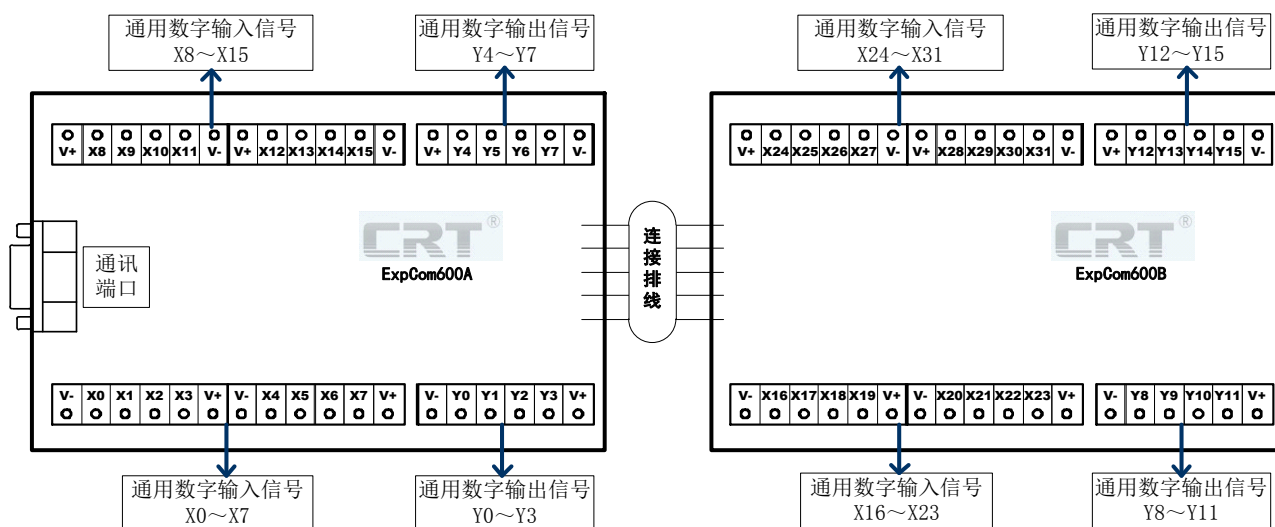 通用数字输入信号
X8～X15
通用数字输出信号
Y4～Y7
通用数字输入信号
X24～X31
通用数字输出信号
Y12～Y15
V+ X8 X9 X10 X11 V- V+ X12 X13 X14 X15 V-
V+ Y4 Y5 Y6 Y7 V-
V+ X24 X25 X26 X27 V- V+ X28 X29 X30 X31 V-
V+ Y12 Y13 Y14 Y15 V-
CRT®
ExpCom600A
通讯
端口
连
接
排
线
CRT®
ExpCom600B
V- X0 X1 X2 X3 V+ V- X4 X5 X6 X7 V+
V- Y0 Y1 Y2 Y3 V+
V- X16 X17 X18 X19 V+ V- X20 X21 X22 X23 V+
V- Y8 Y9 Y10 Y11 V+
通用数字输入信号
X0～X7
通用数字输出信号
Y0～Y3
通用数字输入信号
X16～X23
通用数字输出信号
Y8～Y11